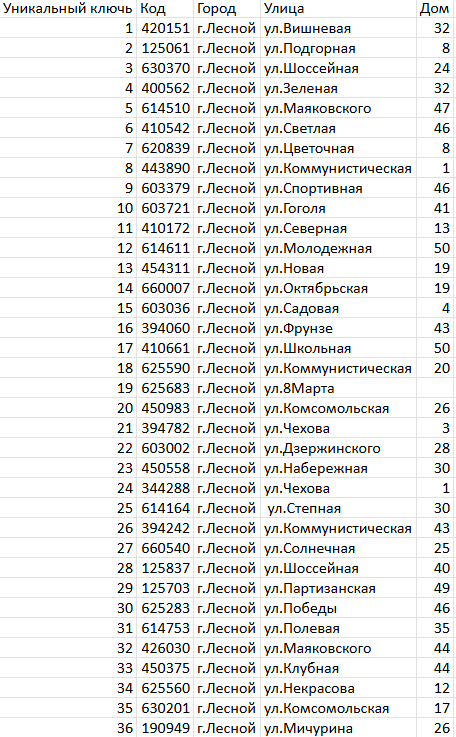 Уникальный ключь Код Город Улица Дом
1 420151 г.Лесной ул.Вишневая 32
2 125061 г.Лесной ул.Подгорная 8
3 630370 г.Лесной ул.Шоссейная 24
4 400562 г.Лесной ул.Зеленая 32
5 614510 г.Лесной ул.Маяковского 47
6 410542 г.Лесной ул.Светлая 46
7 620839 г.Лесной ул.Цветочная 8
8 443890 г.Лесной ул.Коммунистическая 1
9 603379 г.Лесной ул.Спортивная 46
10 603721 г.Лесной ул.Гоголя 41
11 410172 г.Лесной ул.Северная 13
12 614611 г.Лесной ул.Молодежная 50
13 454311 г.Лесной ул.Новая 19
14 660007 г.Лесной ул.Октябрьская 19
15 603036 г.Лесной ул.Садовая 4
16 394060 г.Лесной ул.Фрунзе 43
17 410661 г.Лесной ул.Школьная 50
18 625590 г.Лесной ул.Коммунистическая 20
19 625683 г.Лесной ул.8Марта
20 450983 г.Лесной ул.Комсомольская 26
21 394782 г.Лесной ул.Чехова 3
22 603002 г.Лесной ул.Дзержинского 28
23 450558 г.Лесной ул.Набережная 30
24 344288 г.Лесной ул.Чехова 1
25 614164 г.Лесной ул.Степная 30
26 394242 г.Лесной ул.Коммунистическая 43
27 660540 г.Лесной ул.Солнечная 25
28 125837 г.Лесной ул.Шоссейная 40
29 125703 г.Лесной ул.Партизанская 49
30 625283 г.Лесной ул.Победы 46
31 614753 г.Лесной ул.Полевая 35
32 426030 г.Лесной ул.Маяковского 44
33 450375 г.Лесной ул.Клубная 44
34 625560 г.Лесной ул.Некрасова 12
35 630201 г.Лесной ул.Комсомольская 17
36 190949 г.Лесной ул.Мичурина 26